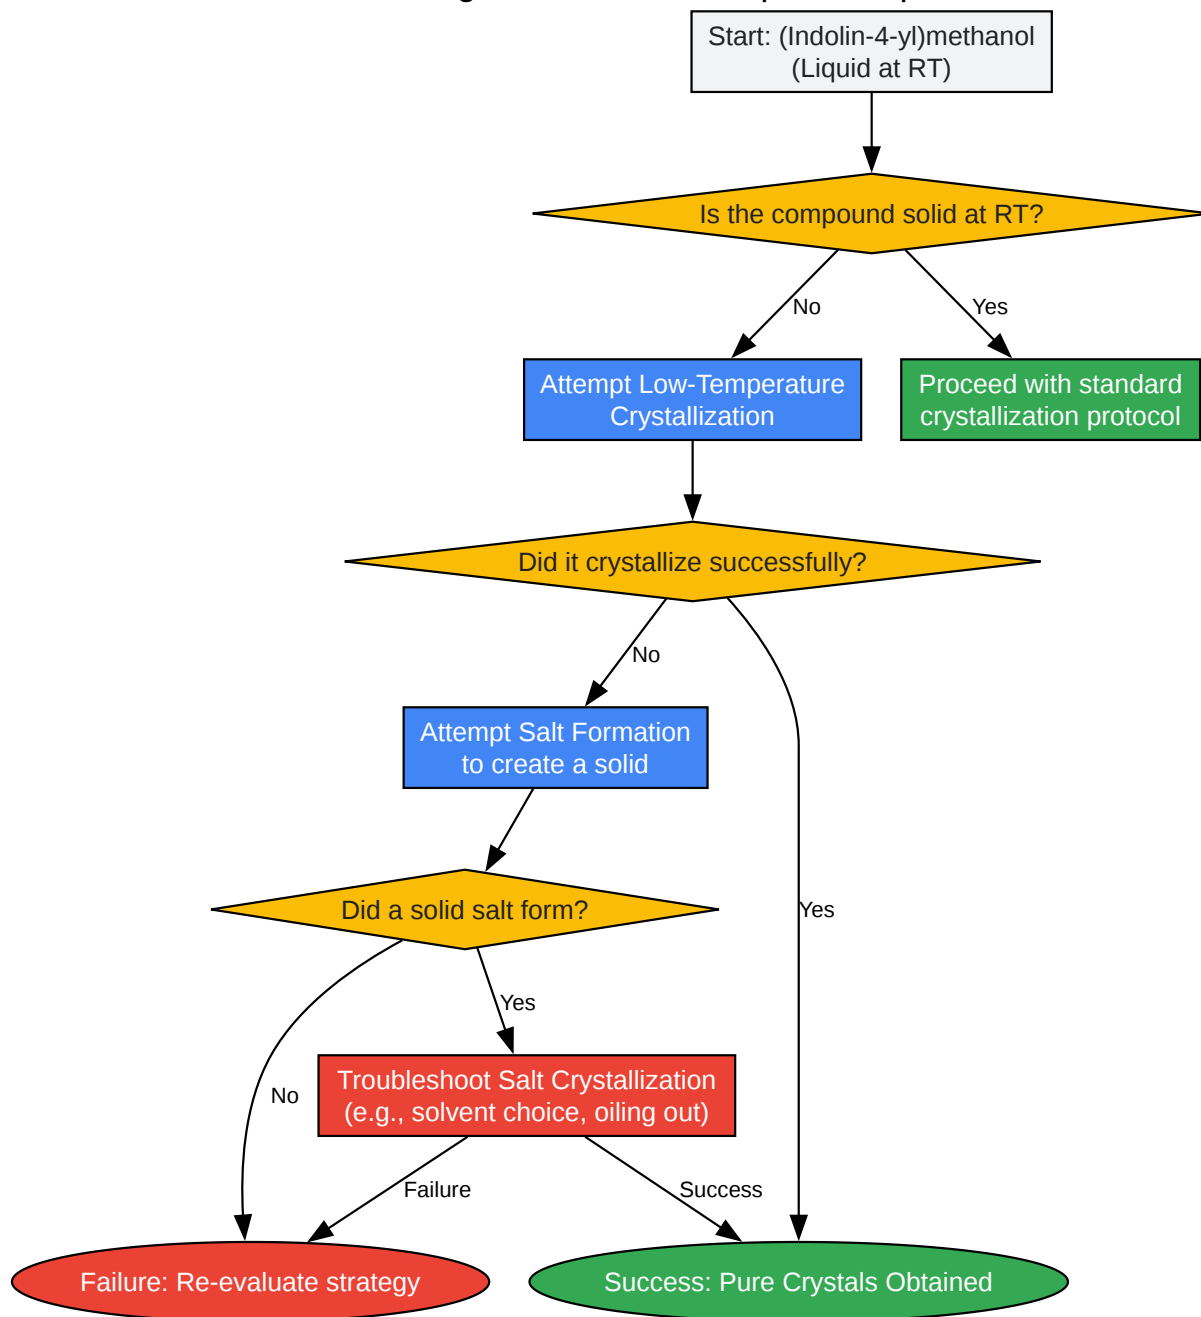 Start: (Indolin-4-yl)methanol
(Liquid at RT)
Is the compound solid at RT?
No
Yes
Attempt Low-Temperature
Crystallization
Proceed with standard
crystallization protocol
Did it crystallize successfully?
No
Attempt Salt Formation
to create a solid
Did a solid salt form?
Yes
Yes
No
Troubleshoot Salt Crystallization
(e.g., solvent choice, oiling out)
Failure
Success
Failure: Re-evaluate strategy
Success: Pure Crystals Obtained